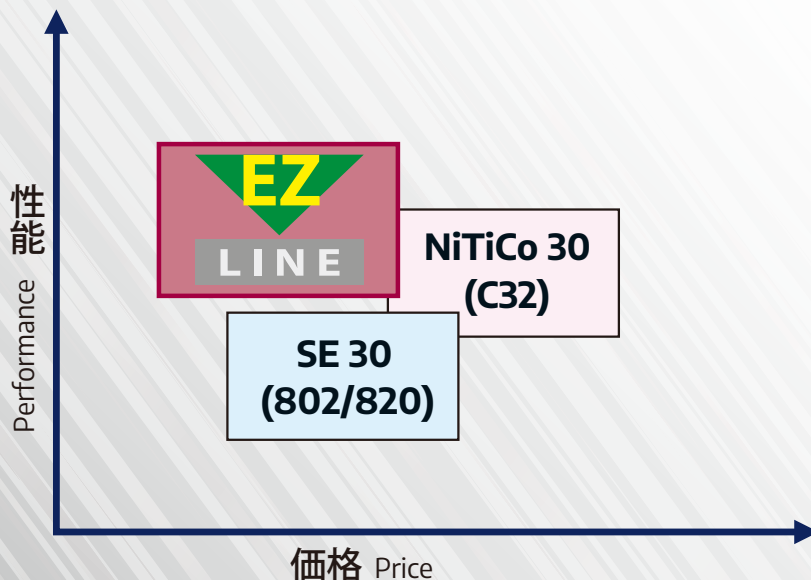 性能 Performance
EZ
LINE
NiTiCo 30
(C32)
SE 30
(802/820)
価格 Price